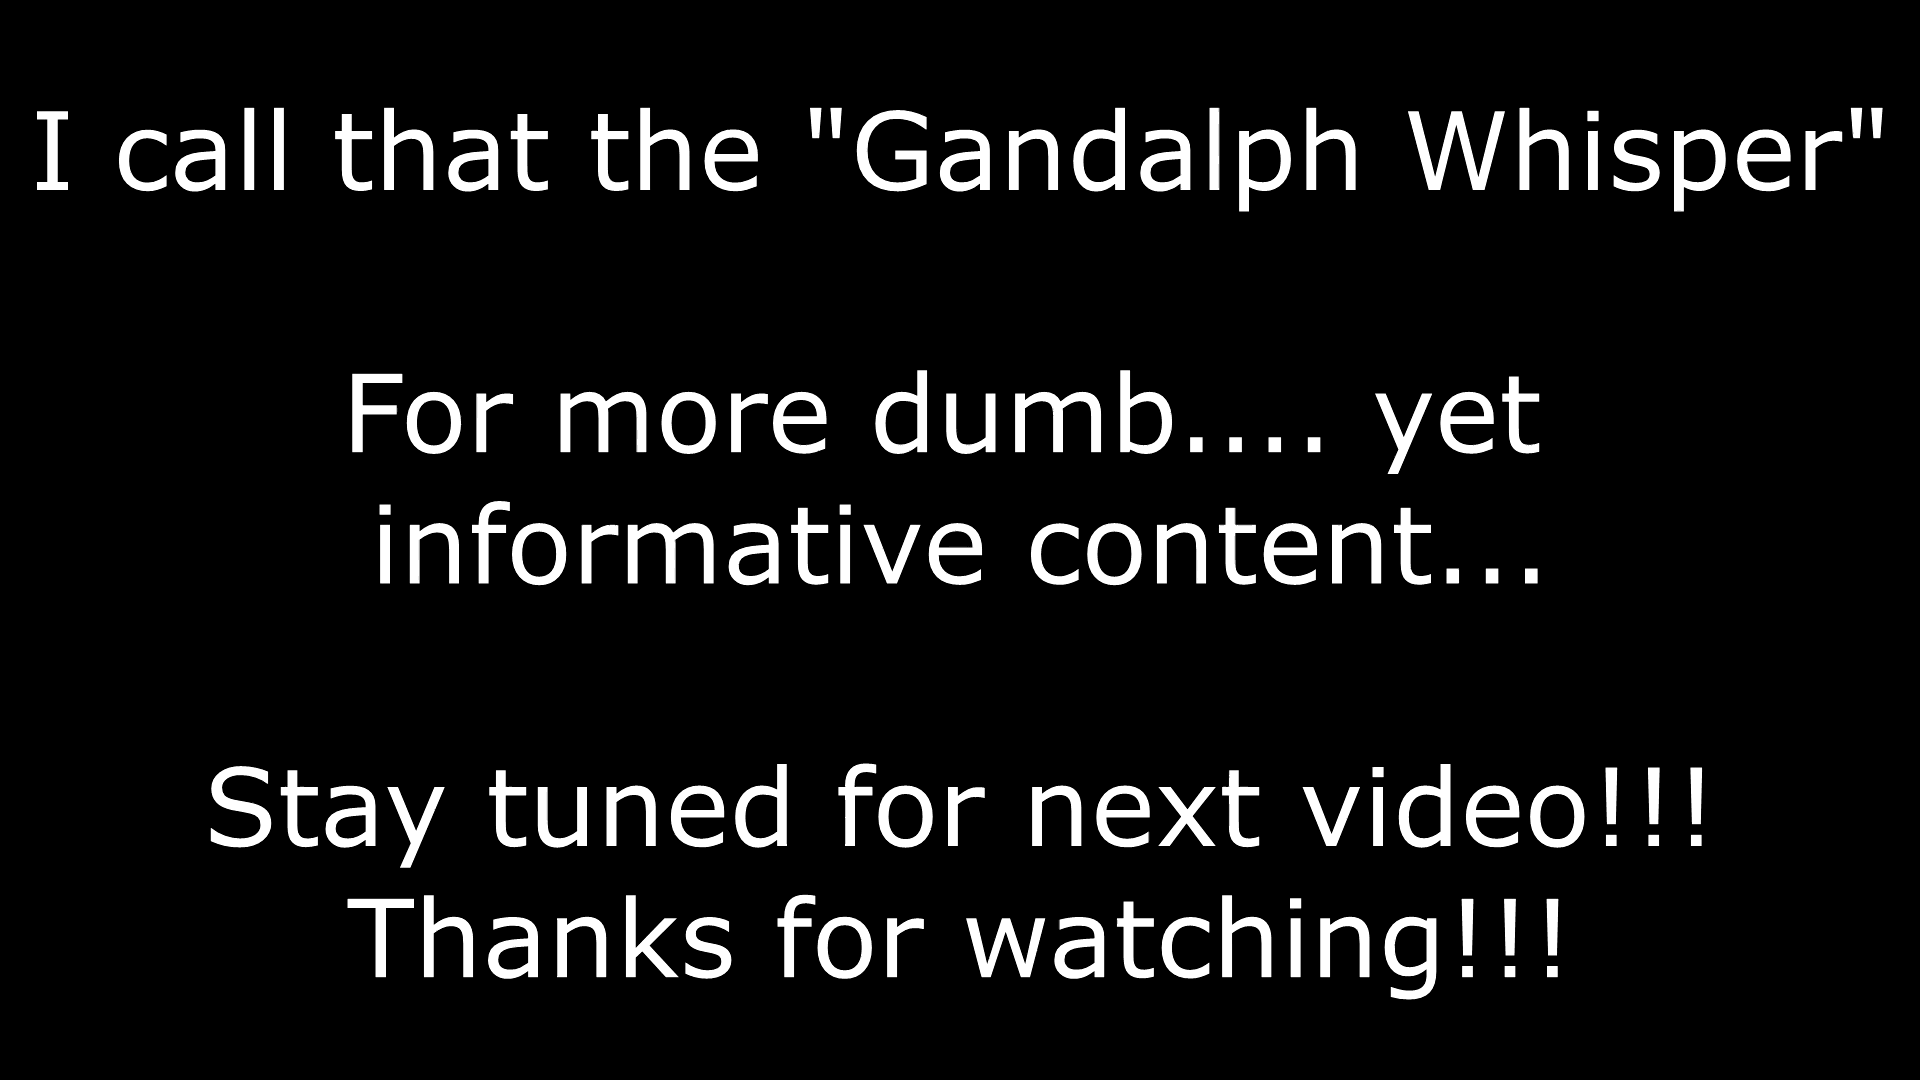 I call that the "Gandalph Whisper"
For more dumb.... yet
informative content...
Stay tuned for next video!!!
Thanks for watching!!!